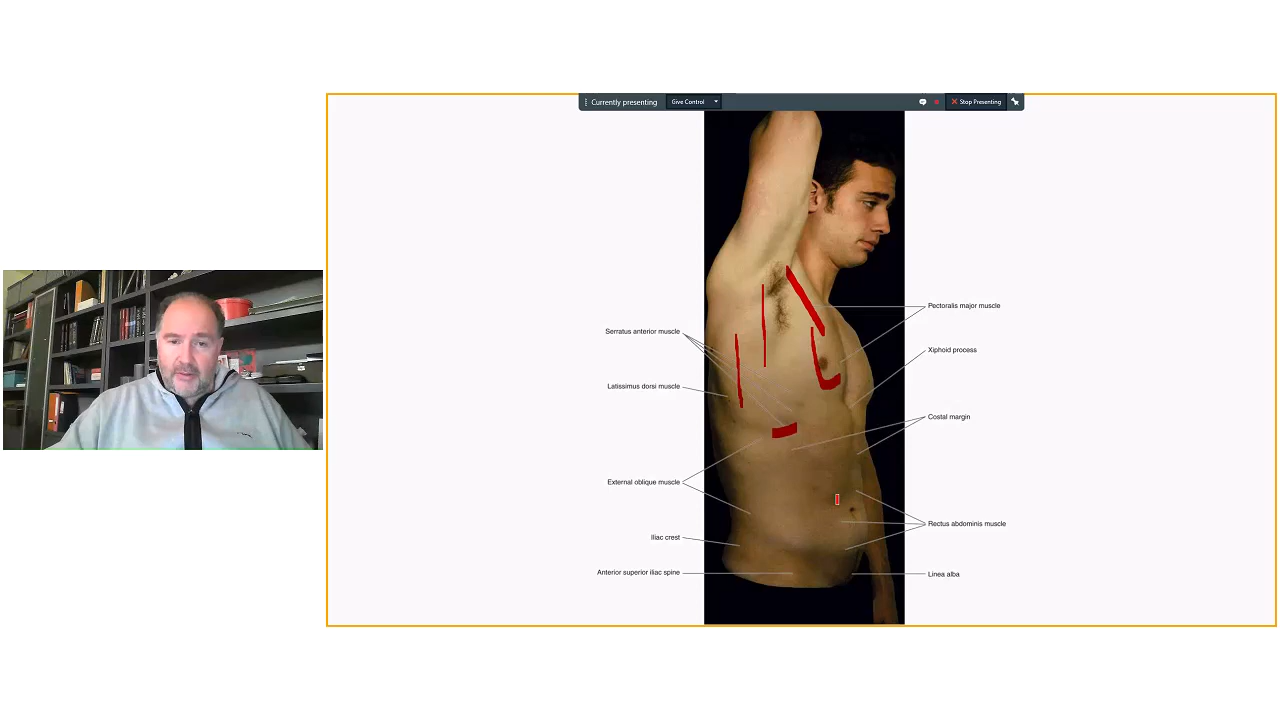 Currently presenting
Give Control
Stop Presenting
Pectoralis major muscle
Serratus anterior muscle
Xiphoid process
Latissimus dorsi muscle
Costal margin
External oblique muscle
Rectus abdominis muscle
Iliac crest
Anterior superior iliac spine
Linea alba